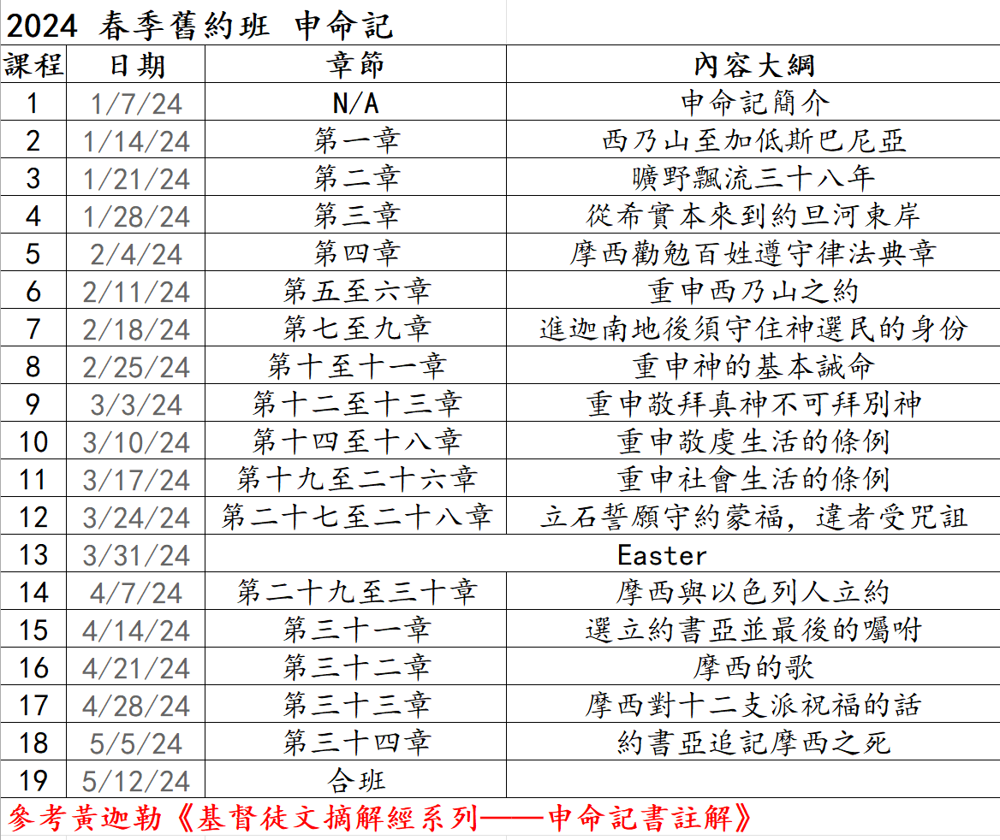 2024 春季舊約班 申命記
課程 日期 章節 內容大綱
1 1/7/24 N/A 申命記簡介
2 1/14/24 第一章 西乃山至加低斯巴尼亞
3 1/21/24 第二章 曠野飄流三十八年
4 1/28/24 第三章 從希實本來到約旦河東岸
5 2/4/24 第四章 摩西勸勉百姓遵守律法典章
6 2/11/24 第五至六章 重申西乃山之約
7 2/18/24 第七至九章 進迦南地後須守住神選民的身份
8 2/25/24 第十至十一章 重申神的基本誡命
9 3/3/24 第十二至十三章 重申敬拜真神不可拜別神
10 3/10/24 第十四至十八章 重申敬虔生活的條例
11 3/17/24 第十九至二十六章 重申社會生活的條例
12 3/24/24 第二十七至二十八章 立石誓願守約蒙福，違者受咒詛
13 3/31/24 Easter
14 4/7/24 第二十九至三十章 摩西與以色列人立約
15 4/14/24 第三十一章 選立約書亞並最後的囑咐
16 4/21/24 第三十二章 摩西的歌
17 4/28/24 第三十三章 摩西對十二支派祝福的話
18 5/5/24 第三十四章 約書亞追記摩西之死
19 5/12/24 合班
參考黃迦勒《基督徒文摘解經系列——申命記書註解》